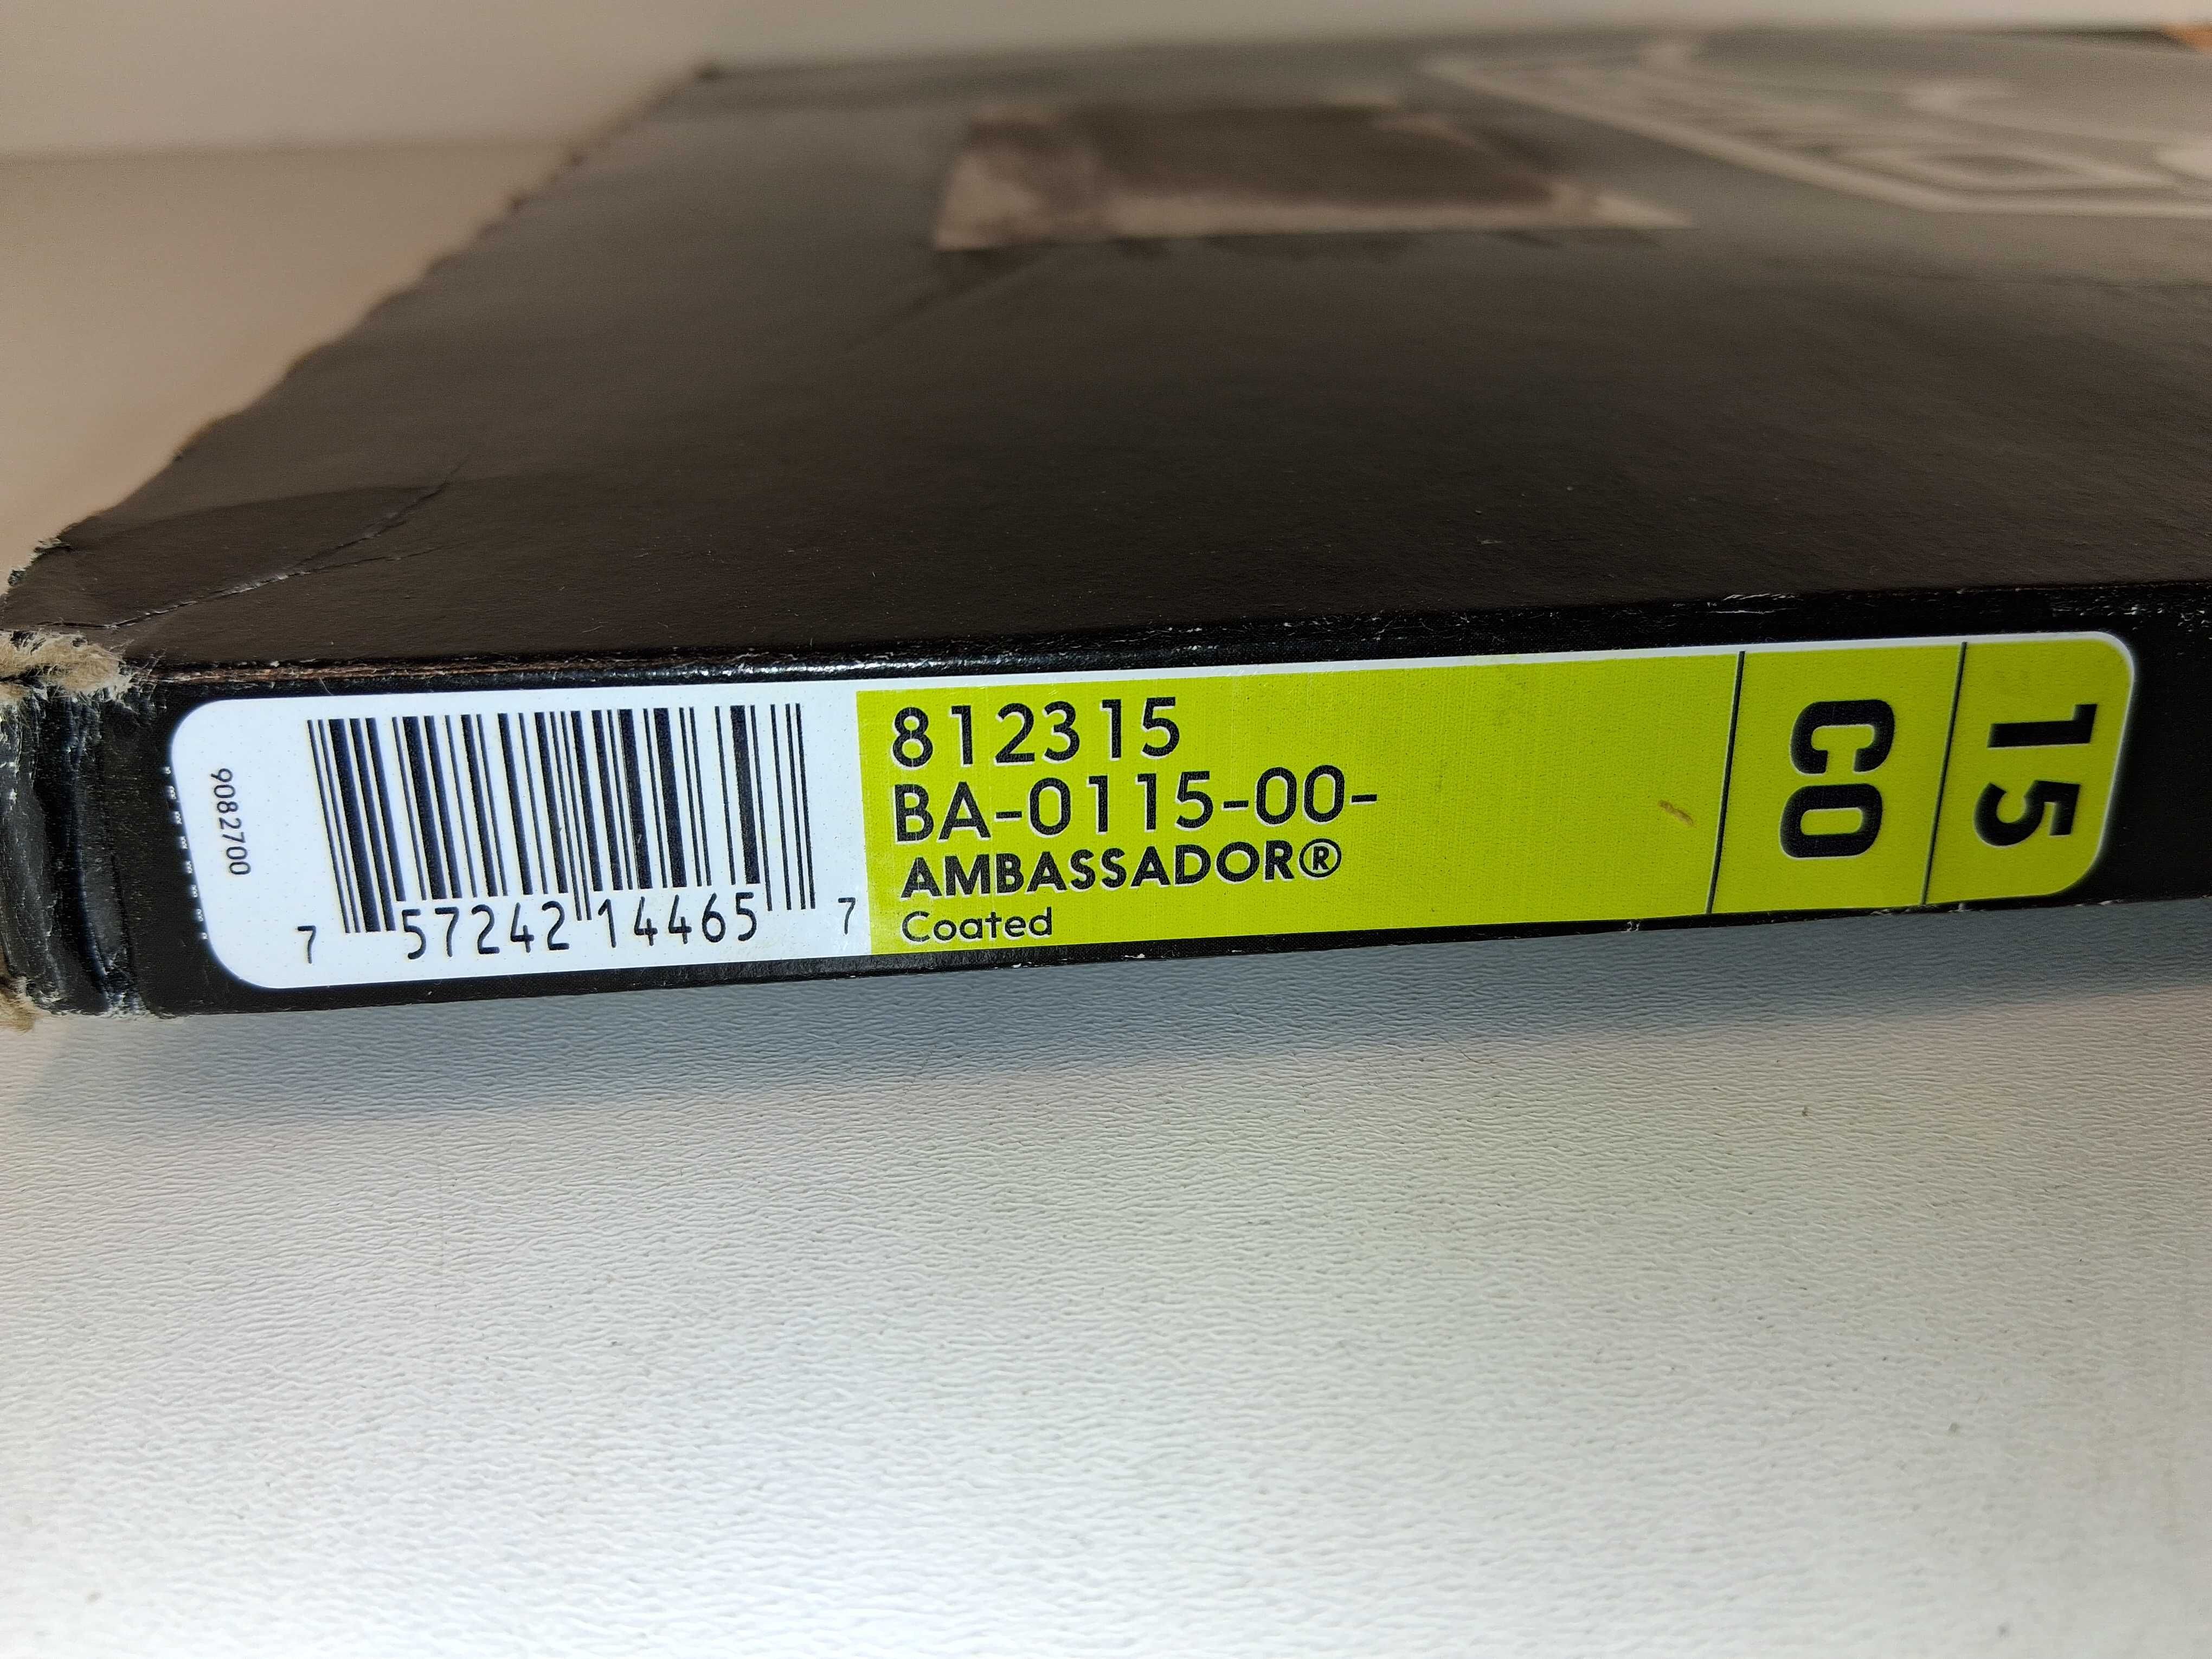 9082700
7 57242 14465 7
812315
BA-0115-00-
AMBASSADOR®
Coated
CO
15